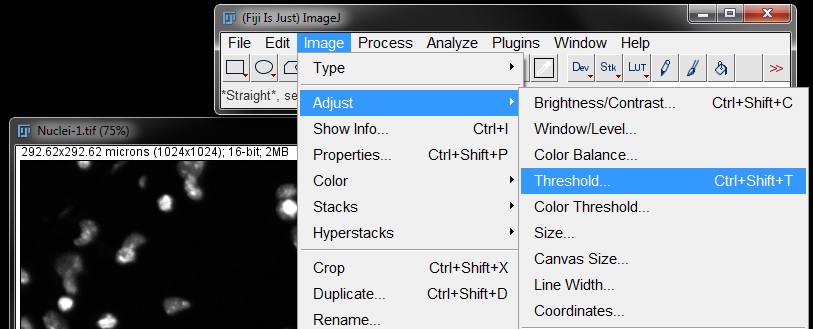 (Fiji Is Just) ImageJ
File Edit Image Process Analyze Plugins Window Help
Dev Stk LUT >>
*Straight*, se
Type
Adjust
Show Info... Ctrl+I
Properties... Ctrl+Shift+P
Color
Stacks
Hyperstacks
Crop Ctrl+Shift+X
Duplicate... Ctrl+Shift+D
Rename...
Brightness/Contrast... Ctrl+Shift+C
Window/Level...
Color Balance...
Threshold... Ctrl+Shift+T
Color Threshold...
Size...
Canvas Size...
Line Width...
Coordinates...
Nuclei-1.tif (75%)
292.62x292.62 microns (1024x1024); 16-bit; 2MB